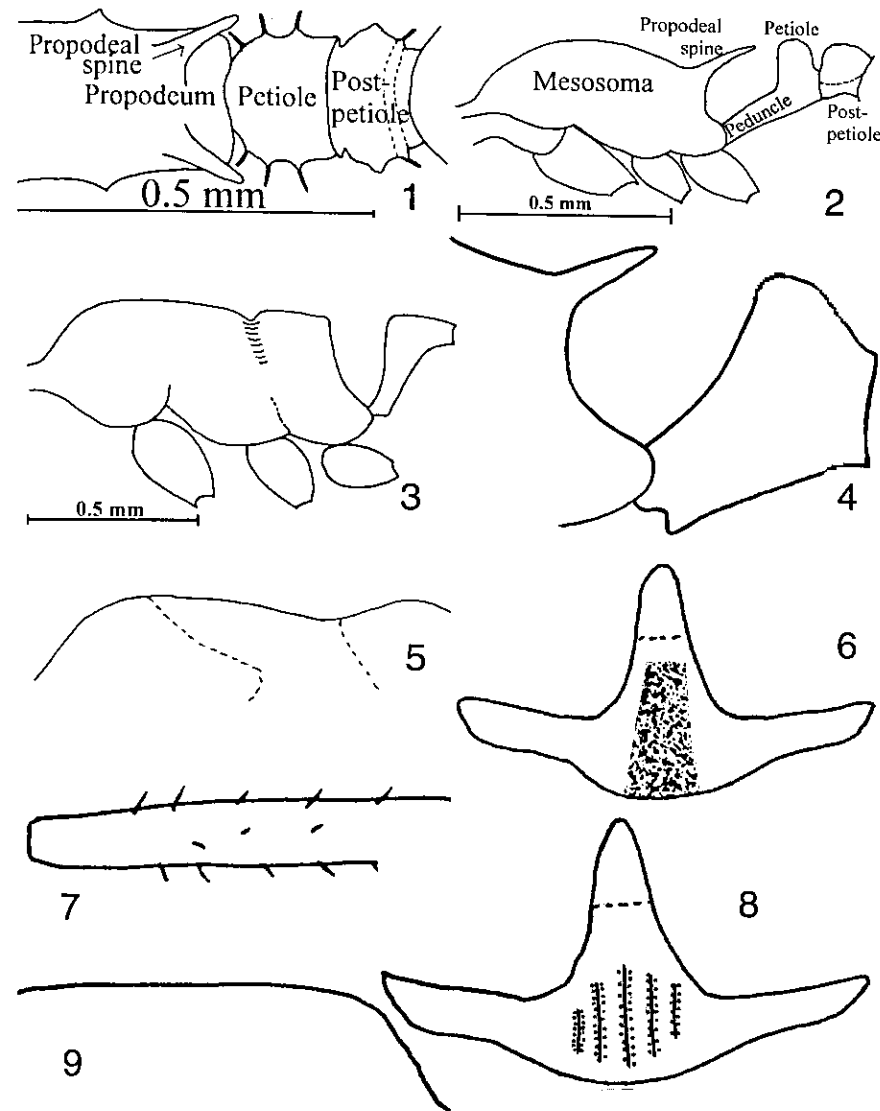 Propodeal
spine
Propodeum
Petiole
Post-
petiole
0.5 mm
1
Propodeal
spine
Petiole
Mesosoma
Peduncle
Post-
petiole
0.5 mm
2
3
0.5 mm
4
5
6
7
8
9